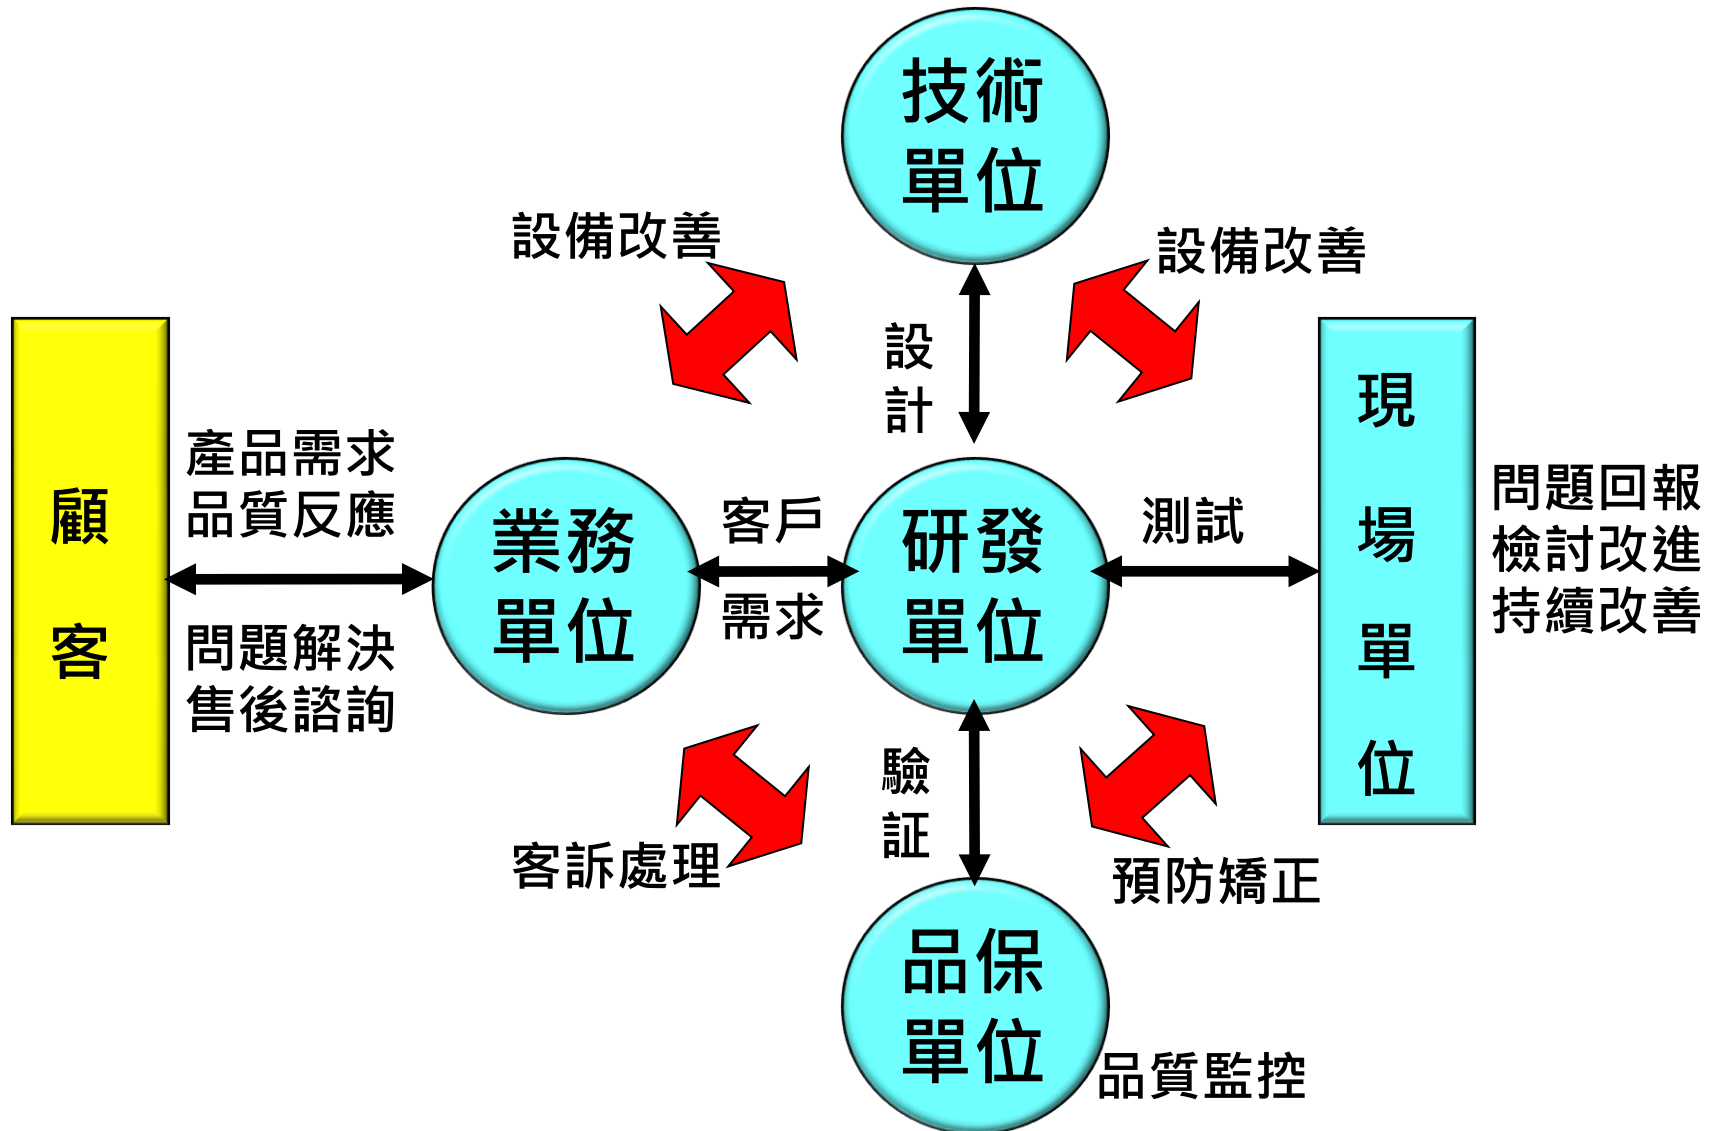 技術
單位
設備改善
設備改善
設
計
顧
客
產品需求
品質反應
問題解決
售後諮詢
業務
單位
客戶
需求
研發
單位
測試
現
場
單
位
問題回報
檢討改進
持續改善
驗
証
客訴處理
預防矯正
品保
單位
品質監控